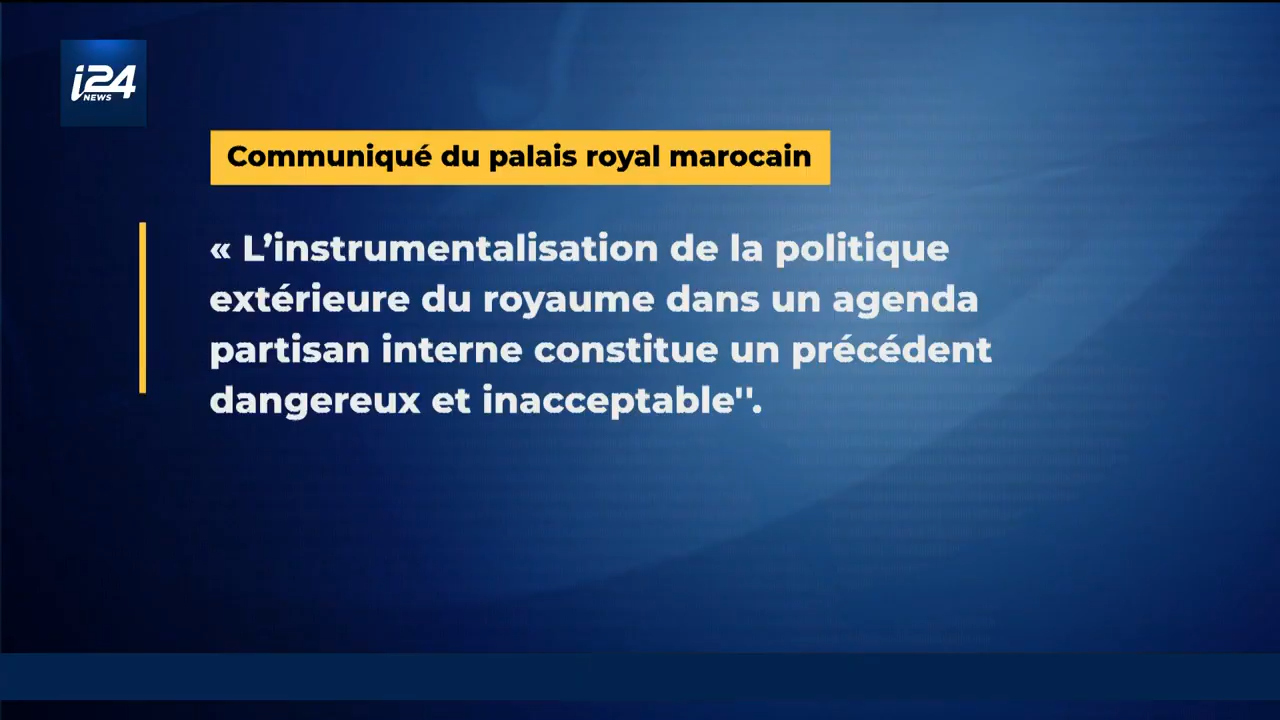 i24
NEWS
Communiqué du palais royal marocain
« L’instrumentalisation de la politique
extérieure du royaume dans un agenda
partisan interne constitue un précédent
dangereux et inacceptable".